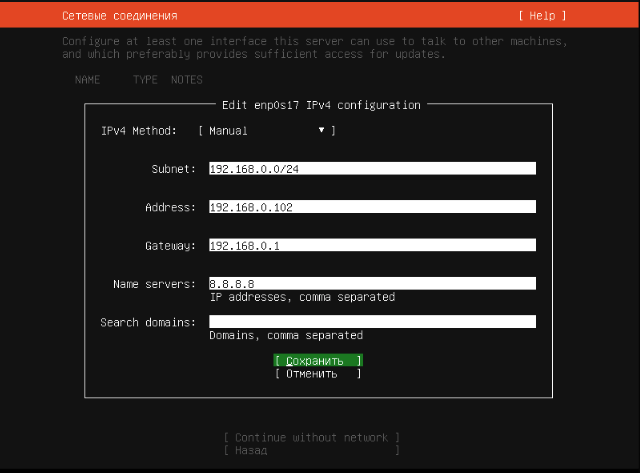 Сетевые соединения [ Help ]
Configure at least one interface this server can use to talk to other machines,
and which preferably provides sufficient access for updates.
NAME TYPE NOTES
Edit enp0s17 IPv4 configuration
IPv4 Method: [ Manual ▼ ]
Subnet: 192.168.0.0/24
Address: 192.168.0.102
Gateway: 192.168.0.1
Name servers: 8.8.8.8
IP addresses, comma separated
Search domains:
Domains, comma separated
[ Сохранить ]
[ Отменить ]
[ Continue without network ]
[ Назад ]